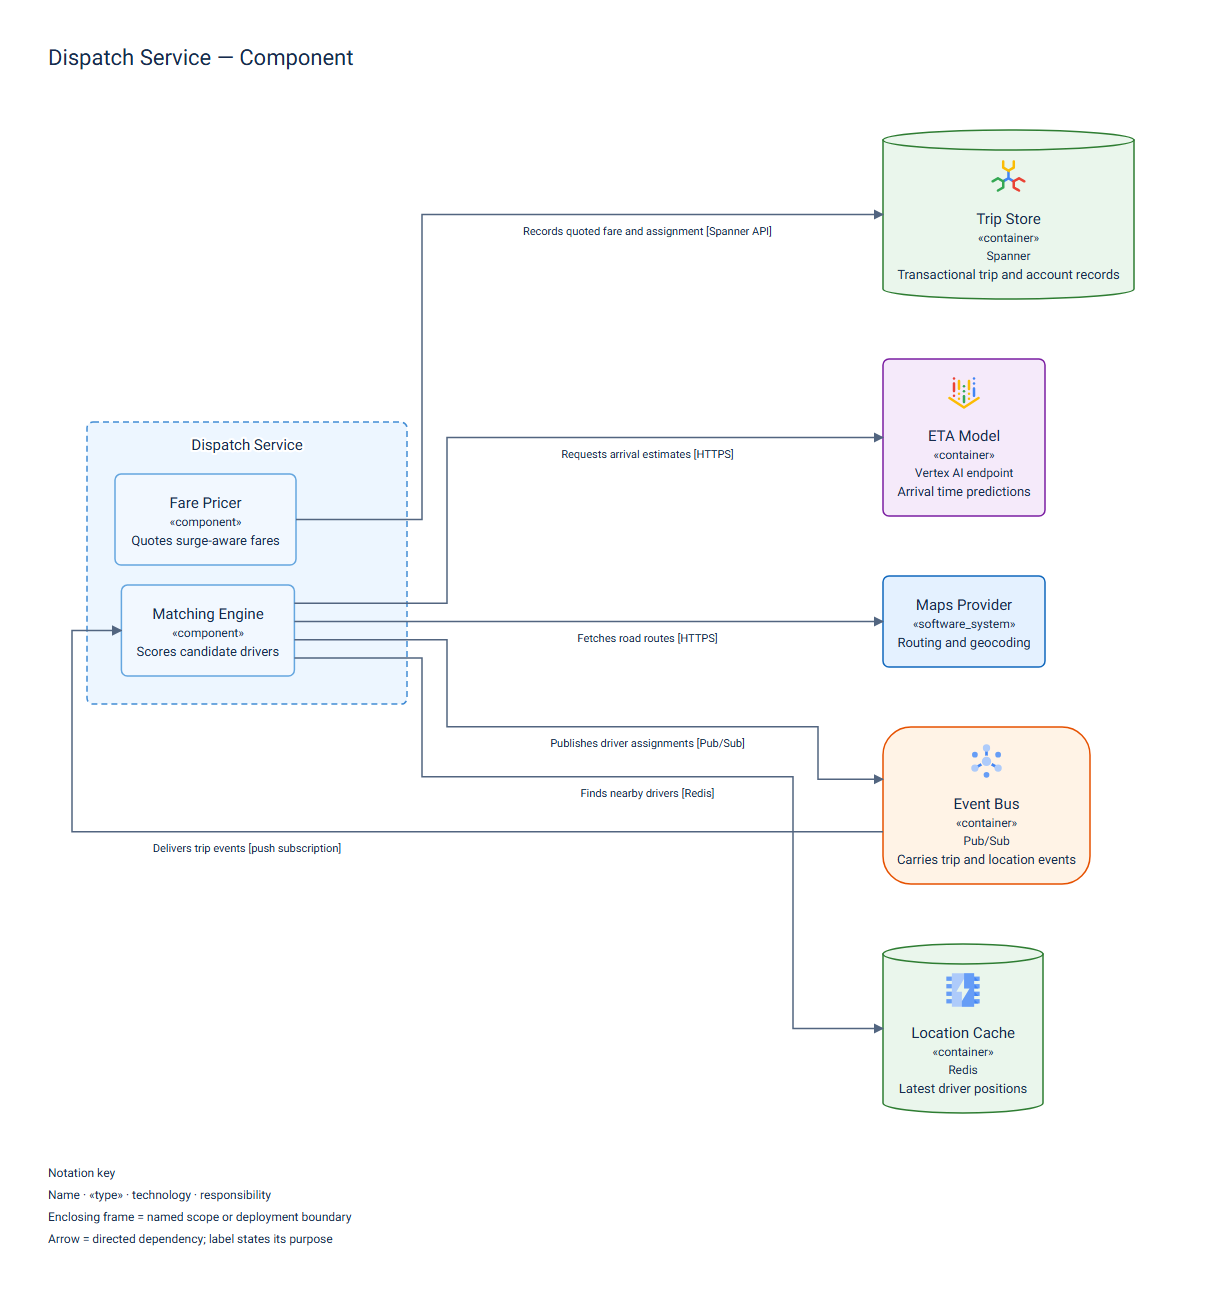 Dispatch Service — Component
Trip Store
«container»
Spanner
Transactional trip and account records
Records quoted fare and assignment [Spanner API]
ETA Model
«container»
Vertex AI endpoint
Arrival time predictions
Requests arrival estimates [HTTPS]
Dispatch Service
Fare Pricer
«component»
Quotes surge-aware fares
Matching Engine
«component»
Scores candidate drivers
Maps Provider
«software_system»
Routing and geocoding
Fetches road routes [HTTPS]
Publishes driver assignments [Pub/Sub]
Finds nearby drivers [Redis]
Event Bus
«container»
Pub/Sub
Carries trip and location events
Delivers trip events [push subscription]
Location Cache
«container»
Redis
Latest driver positions
Notation key
Name · «type» · technology · responsibility
Enclosing frame = named scope or deployment boundary
Arrow = directed dependency; label states its purpose